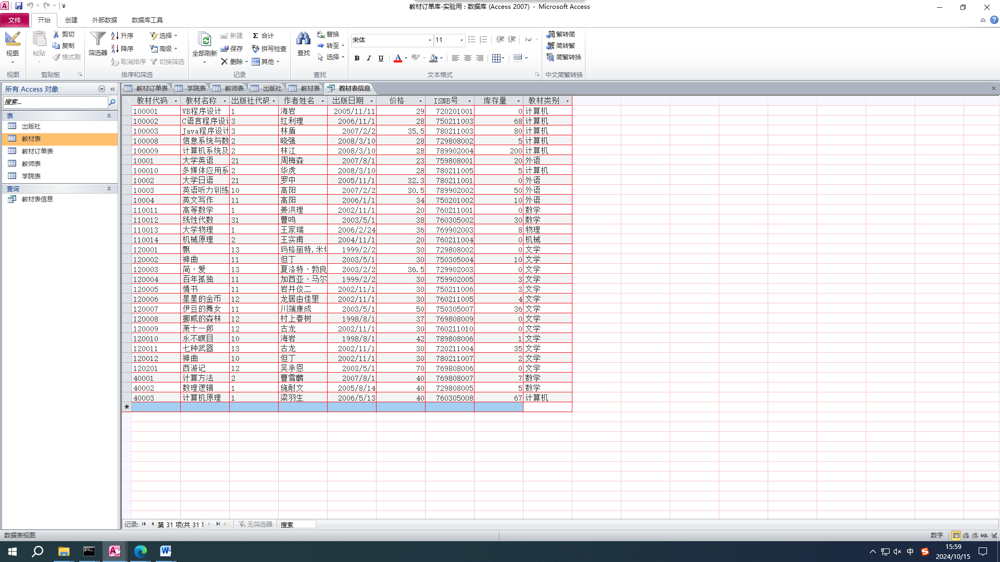 教材订单库-实验用 : 数据库 (Access 2007) - Microsoft Access
文件 开始 创建 外部数据 数据库工具
视图 粘贴 剪切 复制 格式刷 筛选器 升序 降序 取消排序 选择 高级 切换筛选 全部刷新 新建 保存 删除 合计 拼写检查 其他 查找 替换 转至 选择 宋体 11 B I U 繁转简 简转繁 简繁转换
视图 剪贴板 排序和筛选 记录 查找 文本格式 中文简繁转换
所有 Access 对象
搜索...
表
出版社
教材表
教材订单表
教师表
学院表
查询
教材表信息
教材订单表 学院表 教师表 出版社 教材表 教材表信息
教材代码 教材名称 出版社代码 作者姓名 出版日期 价格 ISNB号 库存量 教材类别
100001 VB程序设计 1 海岩 2005/11/11 29 720201001 0 计算机
100002 C语言程序设 3 红利理 2006/11/1 28 750211003 68 计算机
100003 Java程序设计 3 林盾 2007/2/2 35.5 780211003 80 计算机
100008 信息系统与数 2 晓强 2008/3/10 28 729808002 5 计算机
100009 计算机系统及 2 林江 2008/3/10 28 789902004 200 计算机
10001 大学英语 21 周梅森 2007/8/1 23 759808001 20 外语
100010 多媒体应用系 2 华虎 2008/3/10 28 780211005 5 计算机
10002 大学日语 21 罗中 2005/11/1 32.3 780211001 0 外语
10003 英语听力训练 10 高阳 2007/2/2 30.5 789902002 50 外语
10004 英文写作 11 高阳 2006/1/1 34 750201002 10 外语
110011 高等数学 1 姜洪理 2002/11/1 20 760211001 0 数学
110012 线性代数 31 曹鸣 2003/5/1 38 760305002 30 数学
110013 大学物理 1 王家瑞 2006/2/24 36 769902003 8 物理
110014 机械原理 2 王实甫 2004/11/1 20 760211004 0 机械
120001 飘 13 玛格丽特.米 1999/2/2 30 729808002 0 文学
120002 神曲 11 但丁 2003/5/1 30 750305004 10 文学
120003 简·爱 13 夏洛特·勃良 2003/2/2 36.5 729902003 0 文学
120004 百年孤独 11 加西亚·马尔 1999/2/2 30 759902005 3 文学
120005 情书 11 岩井俊二 2002/11/1 30 750211006 3 文学
120006 星星的金币 12 龙居由佳里 2002/11/1 30 760211005 4 文学
120007 伊豆的舞女 11 川端康成 2003/5/1 50 750305007 36 文学
120008 挪威的森林 12 村上春树 1998/8/1 37 769808009 0 文学
120009 萧十一郎 12 古龙 2002/11/1 30 760211010 0 文学
120010 永不瞑目 10 海岩 1998/8/1 42 789808006 1 文学
120011 七种武器 13 古龙 2002/11/1 30 720211004 35 文学
120012 神曲 10 但丁 2002/11/1 30 780211007 2 文学
120201 西游记 12 吴承恩 2003/5/1 70 769808006 0 文学
40001 计算方法 2 曹雪麟 2007/8/1 40 769808007 7 数学
40002 数理逻辑 1 施耐文 2005/8/14 40 729808005 5 数学
40003 计算机原理 1 梁羽生 2006/5/13 40 760305008 67 计算机
记录: 第 31 项(共 31 无筛选器 搜索
数据表视图 数字 SQL
中 15:59
2024/10/15